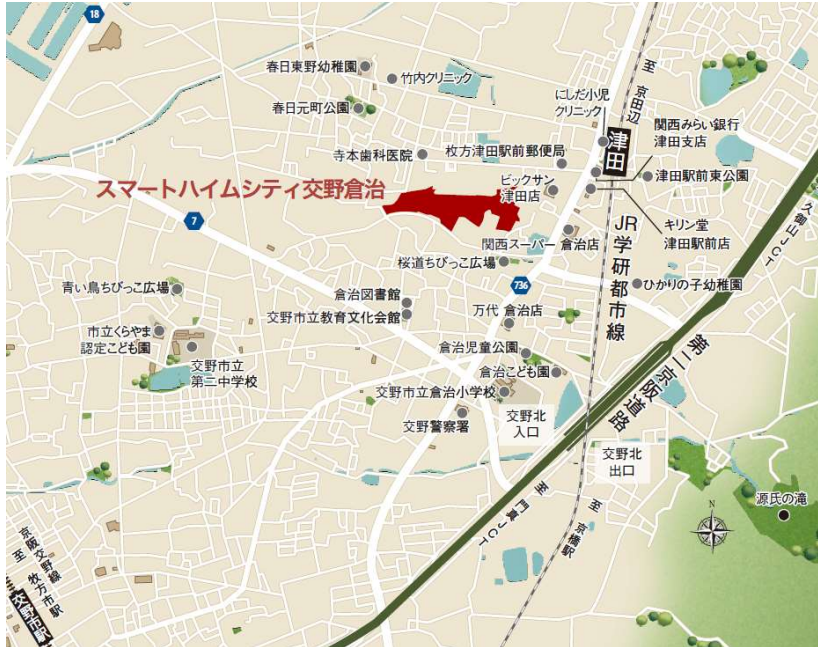 18
春日東野幼稚園
竹内クリニック
春日元町公園
寺本歯科医院
枚方津田駅前郵便局
にしだ小児
クリニック
至 京田辺
津田
関西みらい銀行
津田支店
津田駅前東公園
ビックサン
津田店
キリン堂
津田駅前店
久御山JCT
スマートハイムシティ交野倉治
7
関西スーパー 倉治店
桜道ちびっこ広場
736
JR学研都市線
ひかりの子幼稚園
青い鳥ちびっこ広場
倉治図書館
交野市立教育文化会館
万代 倉治店
市立くらやま
認定こども園
交野市立
第二中学校
倉治児童公園
倉治こども園
交野市立倉治小学校
交野警察署
第二京阪道路
交野北
入口
交野北
出口
源氏の滝
N
至 門真JCT
至 京橋駅
京阪交野線
至 牧方市駅
交野市駅